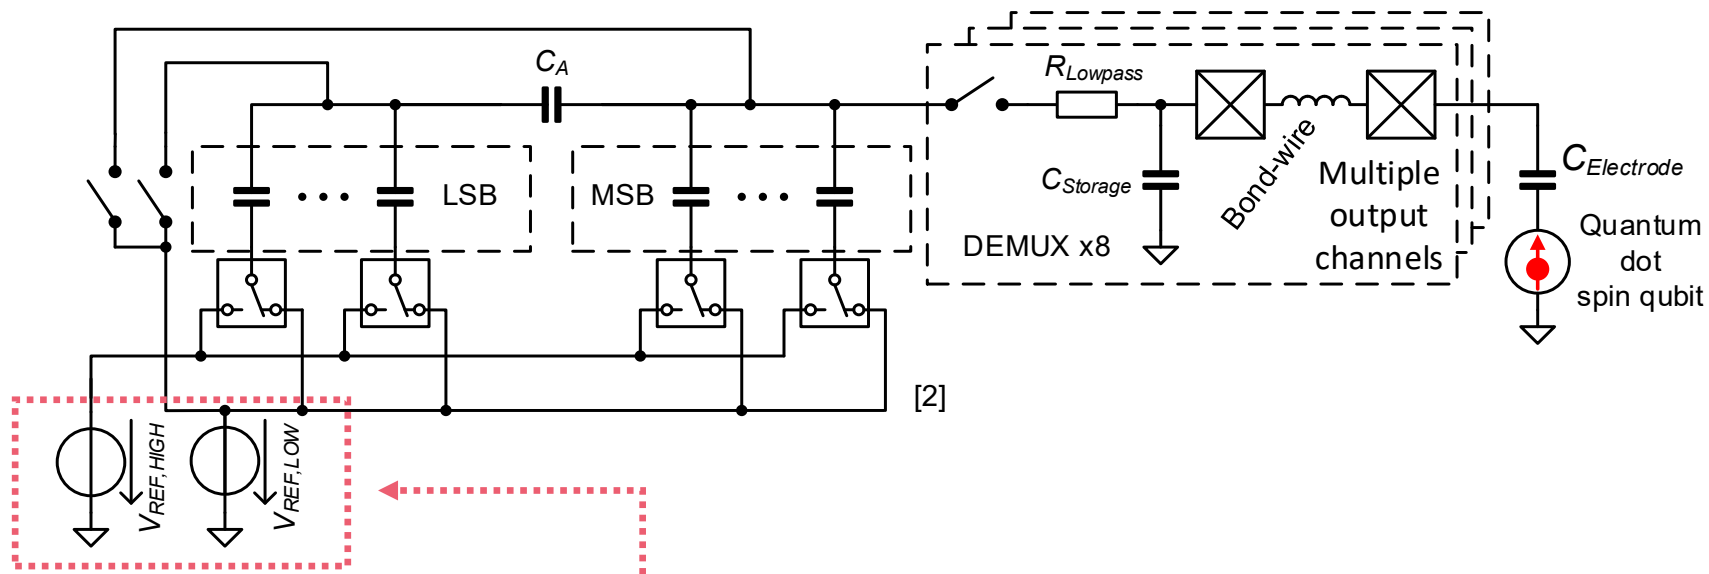 C_A
R_Lowpass
LSB
MSB
C_Storage
Bond-wire
Multiple
output
channels
DEMUX x8
C_Electrode
Quantum
dot
spin qubit
[2]
V_REF,HIGH
V_REF,LOW